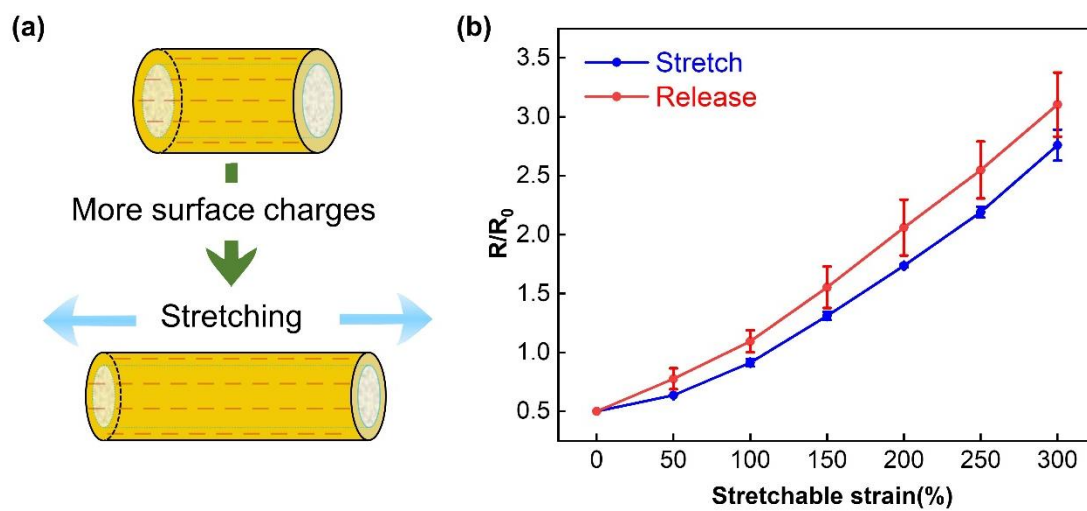 (a)
More surface charges
Stretching
(b)
Stretch
Release
R/R₀
3.5
3.0
2.5
2.0
1.5
1.0
0.5
0 50 100 150 200 250 300
Stretchable strain(%)